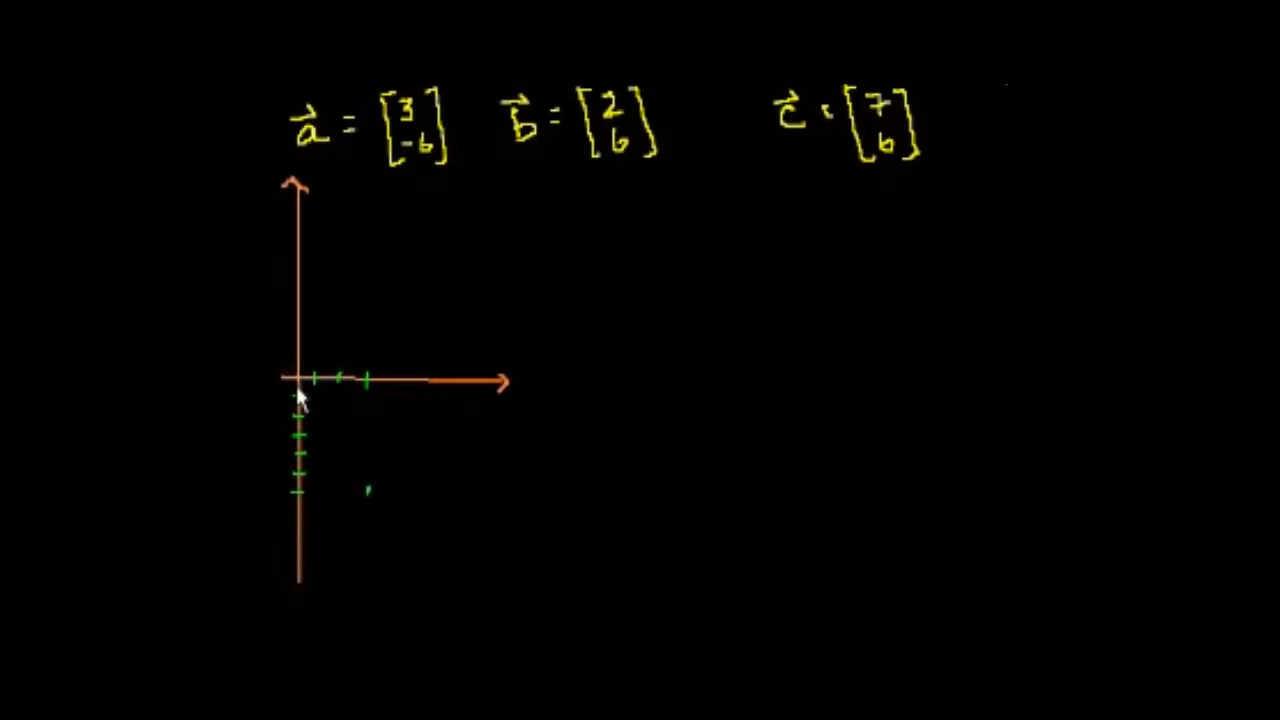 a⃗ = [3 -6] b⃗ = [2 6] c⃗ = [7 6]